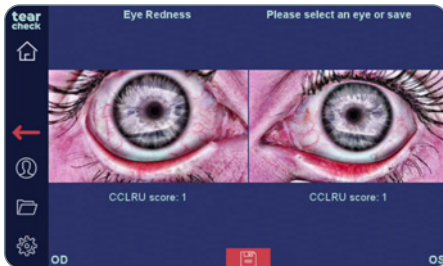 tear
check
Eye Redness
Please select an eye or save
CCLRU score: 1
CCLRU score: 1
OD
OS